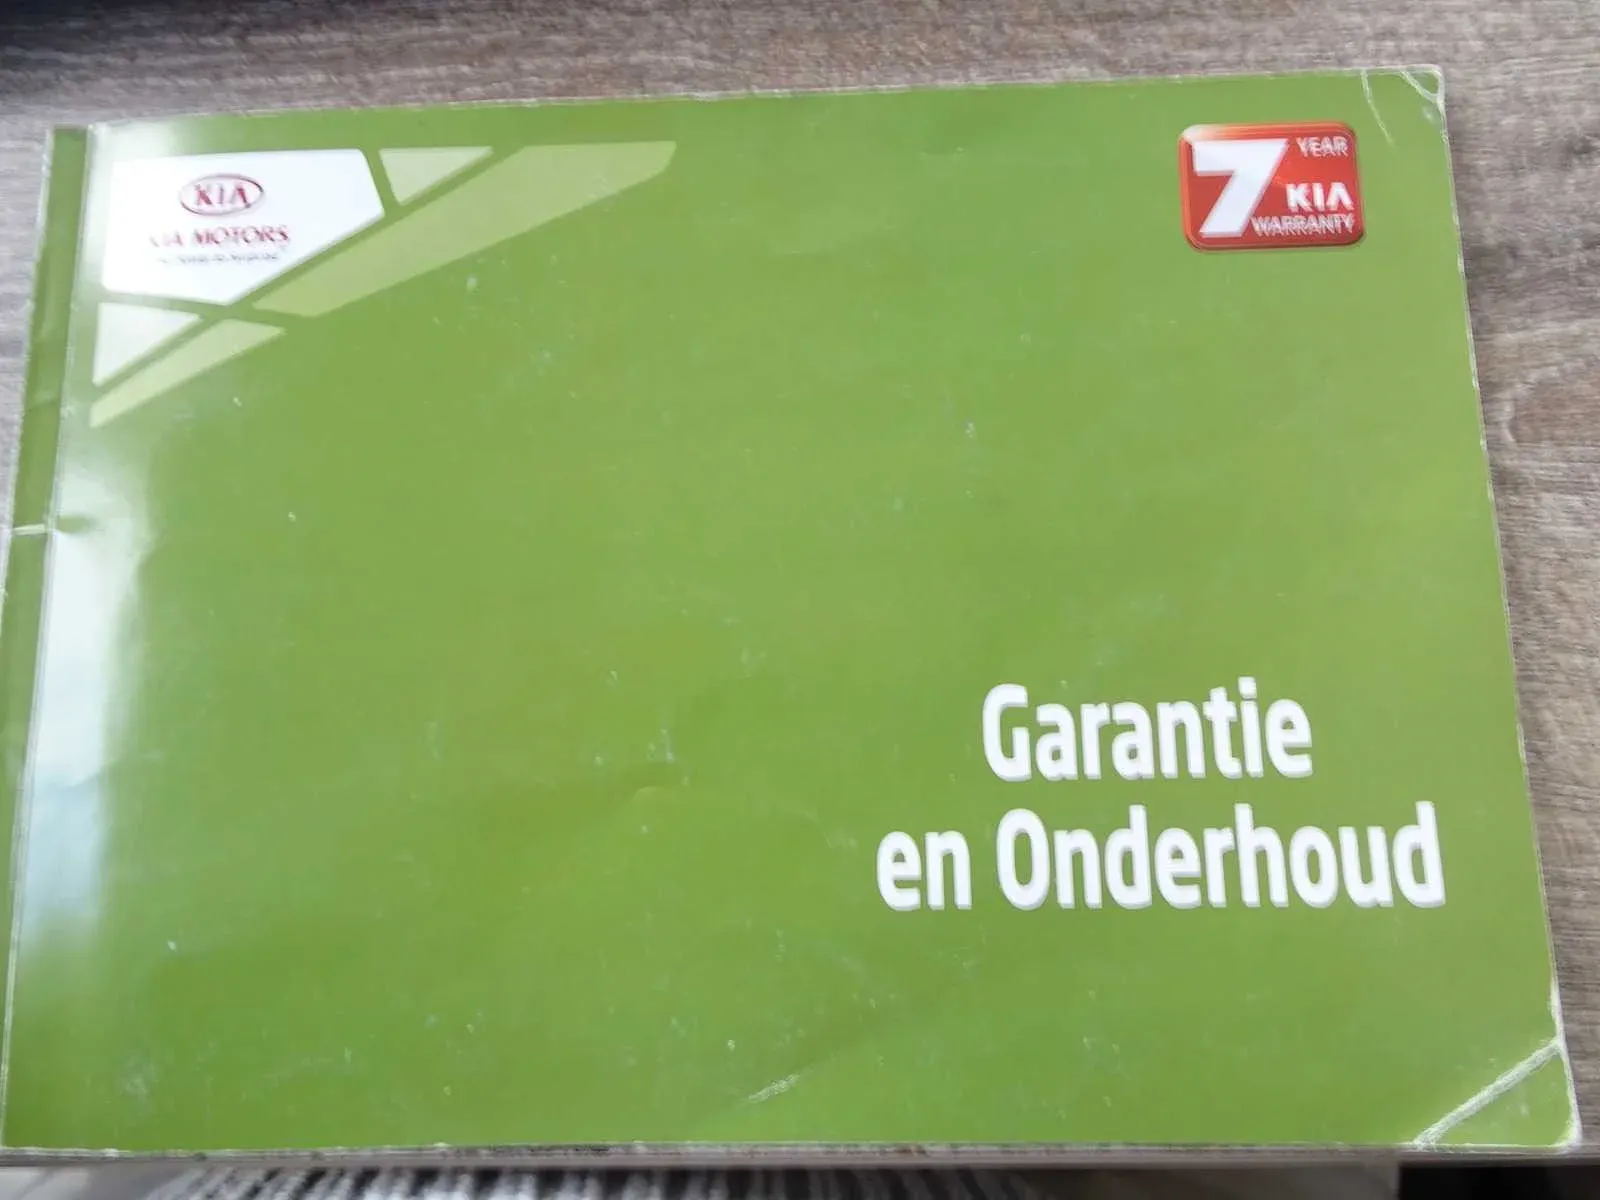 KIA
KIA MOTORS
7 YEAR
KIA
WARRANTY
Garantie
en Onderhoud